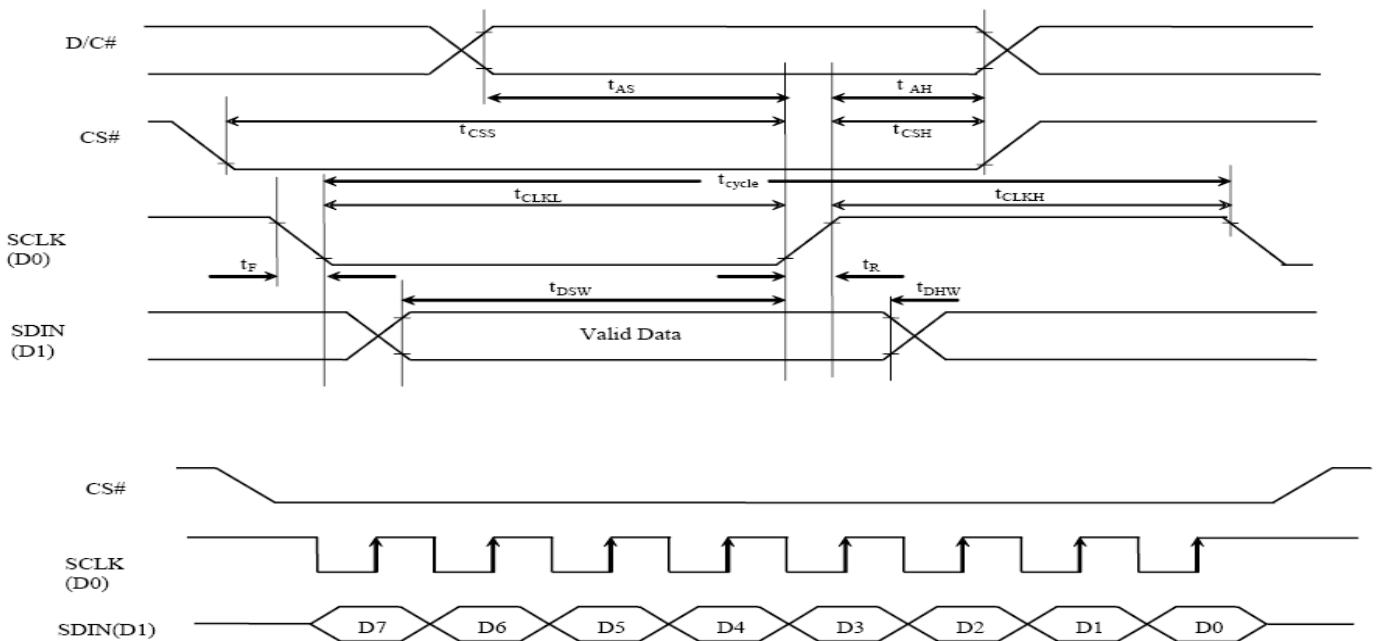 D/C#
tAS
t AH
CS#
tCSS
tCSH
tcycle
tCLKL
tCLKH
SCLK
(D0)
tF
tR
tDSW
tDHW
SDIN
(D1)
Valid Data
CS#
SCLK
(D0)
SDIN(D1)
D7 D6 D5 D4 D3 D2 D1 D0